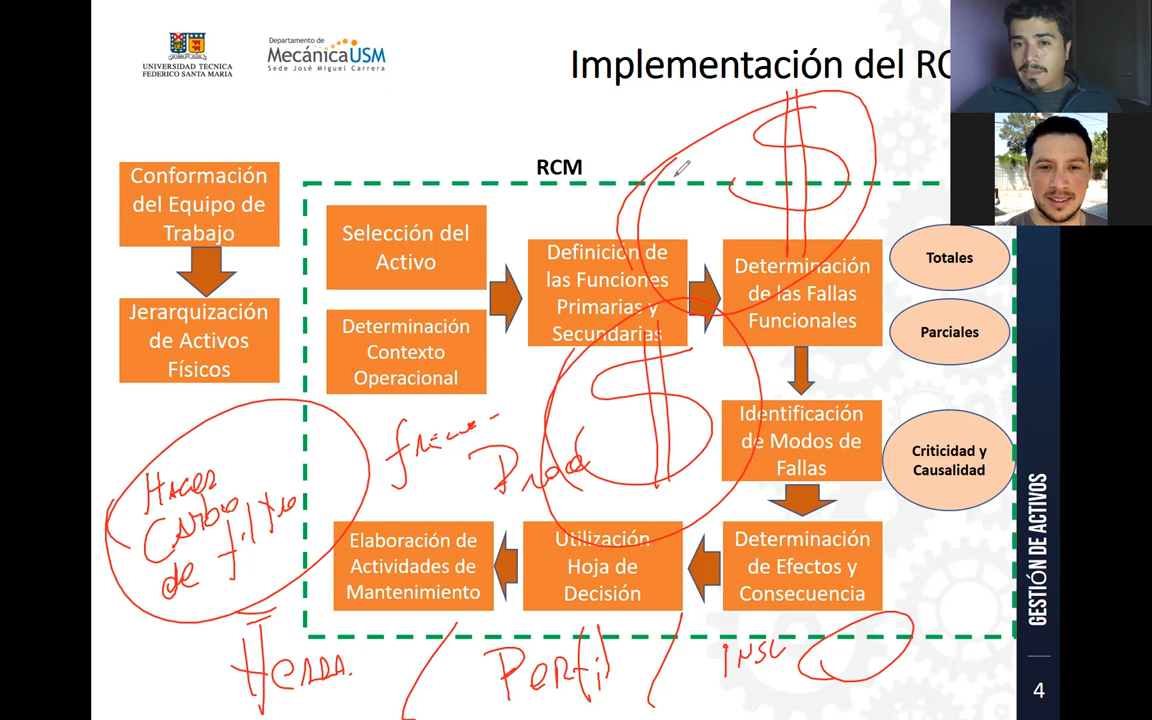 UNIVERSIDAD TECNICA
FEDERICO SANTA MARIA
Departamento de
MecánicaUSM
Sede José Miguel Carrera
Implementación del RC
RCM
Conformación
del Equipo de
Trabajo
Jerarquización
de Activos
Físicos
Selección del
Activo
Determinación
Contexto
Operacional
Definición de
las Funciones
Primarias y
Secundarias
Determinación
de las Fallas
Funcionales
Totales
Parciales
Identificación
de Modos de
Fallas
Criticidad y
Causalidad
Determinación
de Efectos y
Consecuencia
Utilización
Hoja de
Decisión
Elaboración de
Actividades de
Mantenimiento
$
$
Hacer
Cambio
de filtro
Perfil
GESTIÓN DE ACTIVOS
4